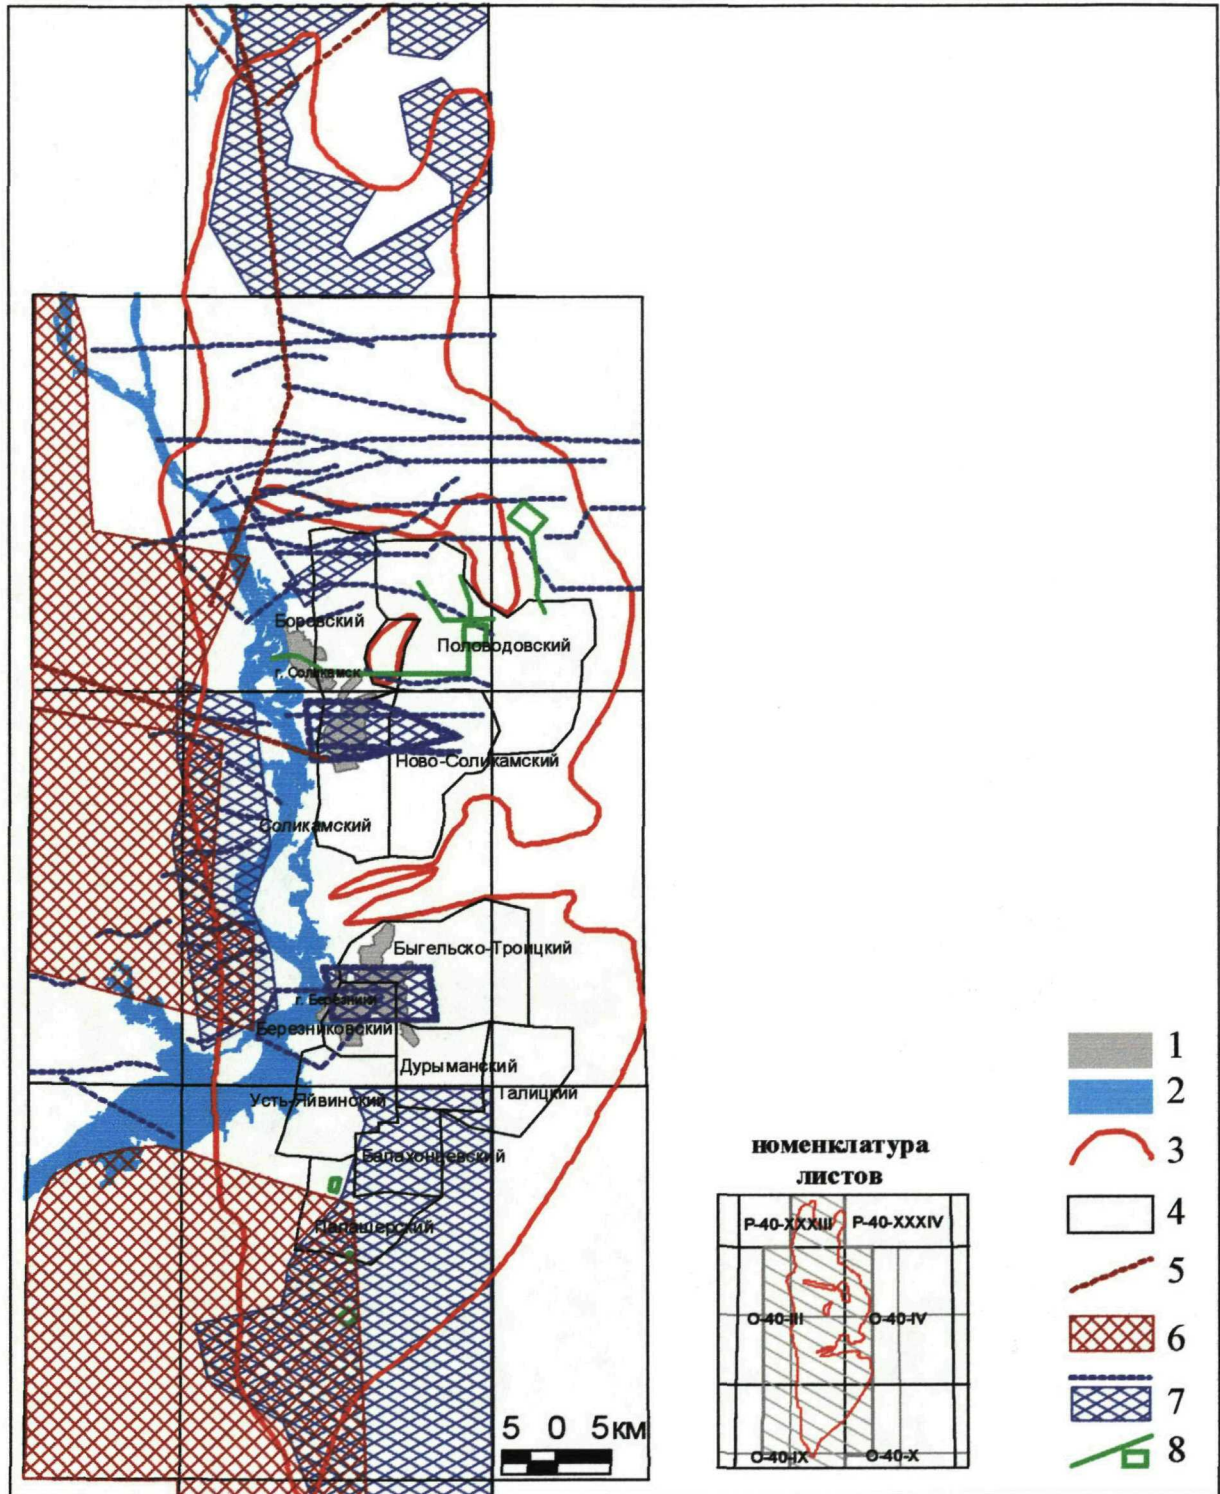 Боровский
Половодовский
г. Соликамск
Ново-Соликамский
Соликамский
Быгельско-Троицкий
г. Березники
Березниковский
Дурыманский
Талицкий
Усть-Яйвинский
Балахонцевский
Палашерский
5 0 5км
номенклатура
листов
P-40-XXXIII P-40-XXXIV
O-40-III O-40-IV
O-40-IX O-40-X
1
2
3
4
5
6
7
8